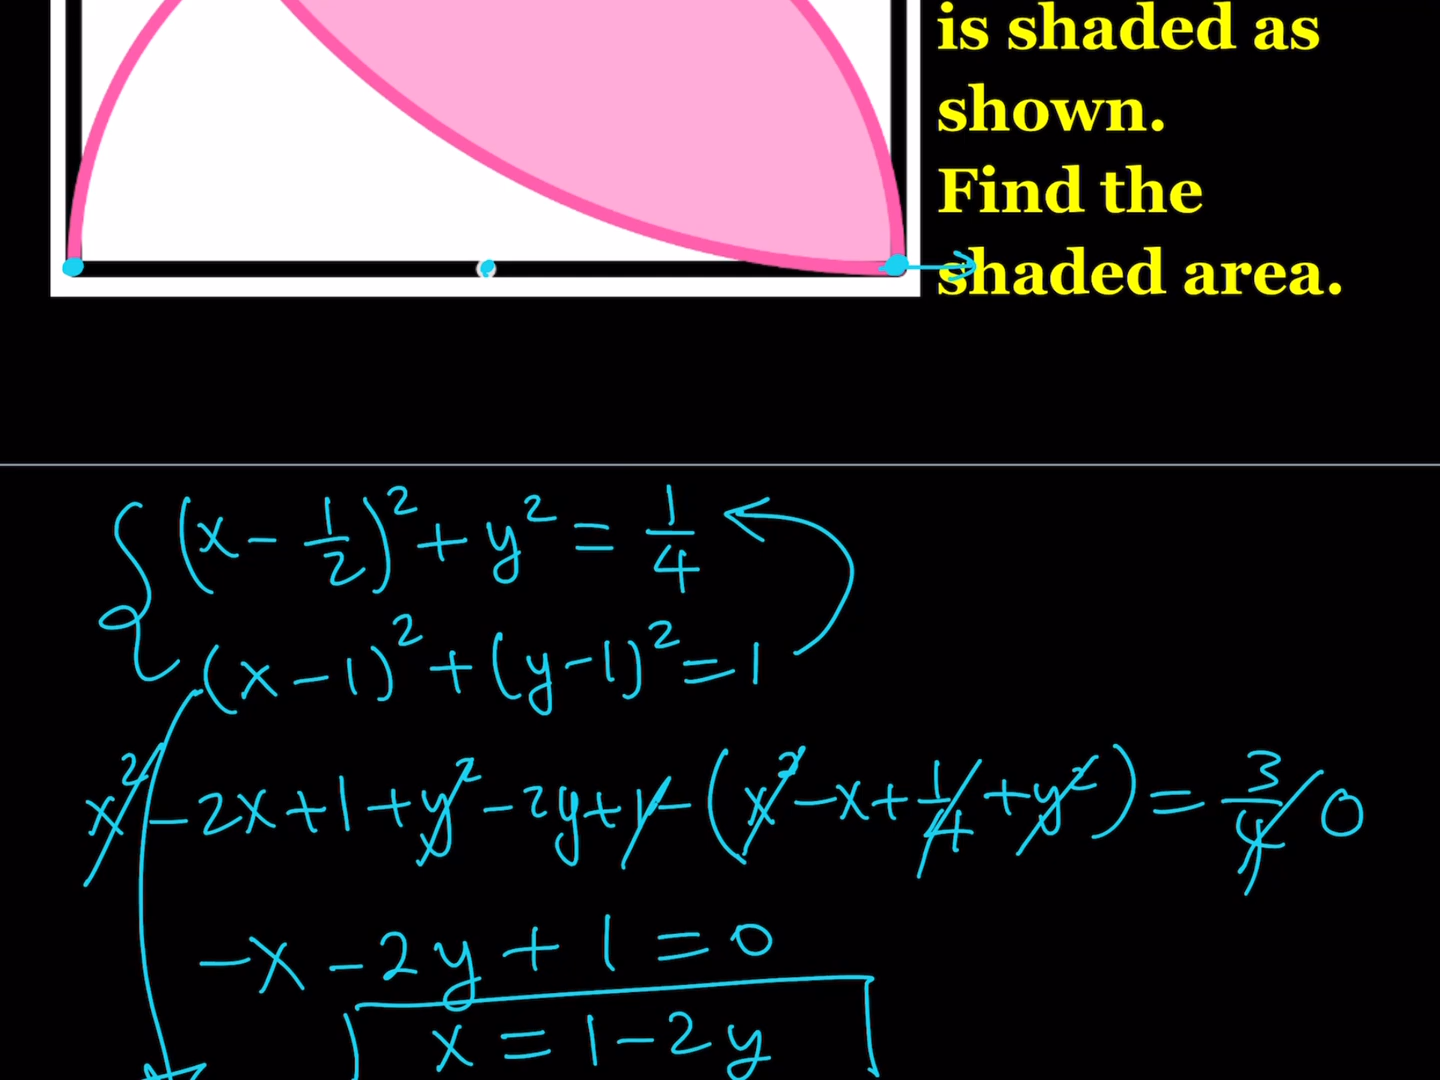 is shaded as
shown.
Find the
shaded area.
(x - 1/2)² + y² = 1/4
(x - 1)² + (y - 1)² = 1
x² - 2x + 1 + y² - 2y + 1 - (x² - x + 1/4 + y²) = 3/4 0
-x - 2y + 1 = 0
x = 1 - 2y